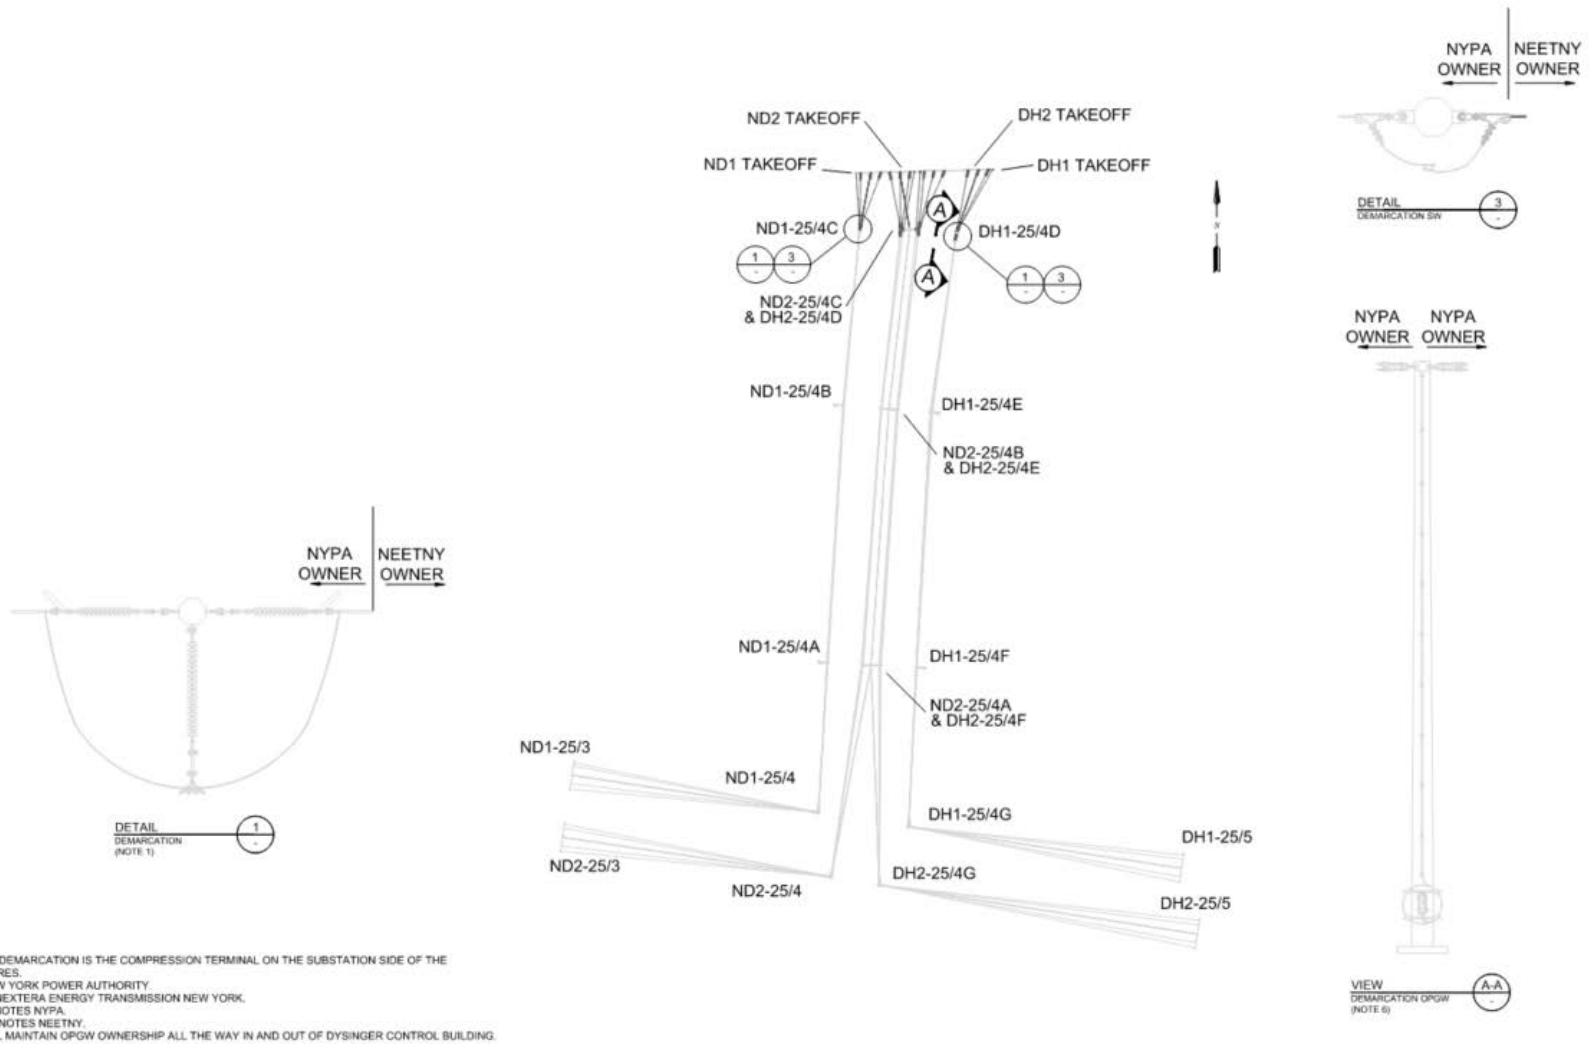 NYPA OWNER
NEETNY OWNER
DETAIL
3
-
DEMARCATION SW
ND2 TAKEOFF
DH2 TAKEOFF
ND1 TAKEOFF
DH1 TAKEOFF
A
N
ND1-25/4C
DH1-25/4D
1
-
3
-
A
1
-
3
-
ND2-25/4C
& DH2-25/4D
NYPA OWNER
NYPA OWNER
ND1-25/4B
DH1-25/4E
ND2-25/4B
& DH2-25/4E
NYPA OWNER
NEETNY OWNER
ND1-25/4A
DH1-25/4F
ND2-25/4A
& DH2-25/4F
ND1-25/3
ND1-25/4
DH1-25/4G
DH1-25/5
DETAIL
1
-
DEMARCATION
(NOTE 1)
ND2-25/3
ND2-25/4
DH2-25/4G
DH2-25/5
DEMARCATION IS THE COMPRESSION TERMINAL ON THE SUBSTATION SIDE OF THE
RES.
W YORK POWER AUTHORITY.
NEXTERA ENERGY TRANSMISSION NEW YORK.
NOTES NYPA.
NOTES NEETNY.
L MAINTAIN OPGW OWNERSHIP ALL THE WAY IN AND OUT OF DYSINGER CONTROL BUILDING.
VIEW
A-A
-
DEMARCATION OPGW
(NOTE 6)